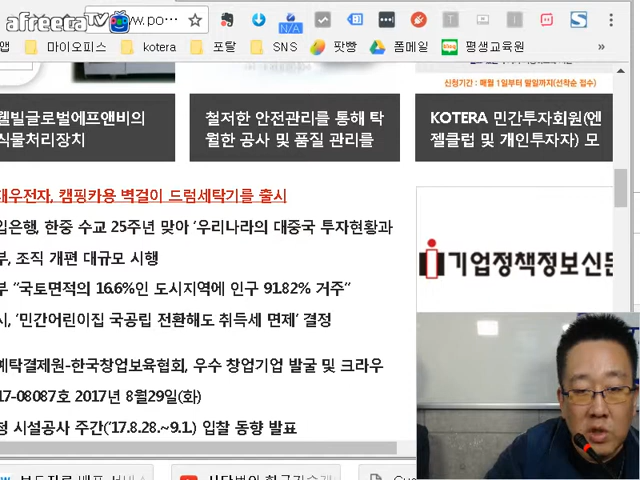 afreecaTV www.po...
앱 마이오피스 kotera 포탈 SNS 팟빵 폼메일 blog 평생교육원
N/A
신청기간 : 매월 1일부터 말일까지(선착순 접수)
웰빌글로벌에프앤비의
식물처리장치
철저한 안전관리를 통해 탁
월한 공사 및 품질 관리를
KOTERA 민간투자회원(엔
젤클럽 및 개인투자자) 모
대우전자, 캠핑카용 벽걸이 드럼세탁기를 출시
입은행, 한중 수교 25주년 맞아 '우리나라의 대중국 투자현황과
부, 조직 개편 대규모 시행
부 "국토면적의 16.6%인 도시지역에 인구 91.82% 거주"
시, '민간어린이집 국공립 전환해도 취득세 면제' 결정
예탁결제원-한국창업보육협회, 우수 창업기업 발굴 및 크라우
17-08087호 2017년 8월29일(화)
청 시설공사 주간('17.8.28.~9.1.) 입찰 동향 발표
기업정책정보신문